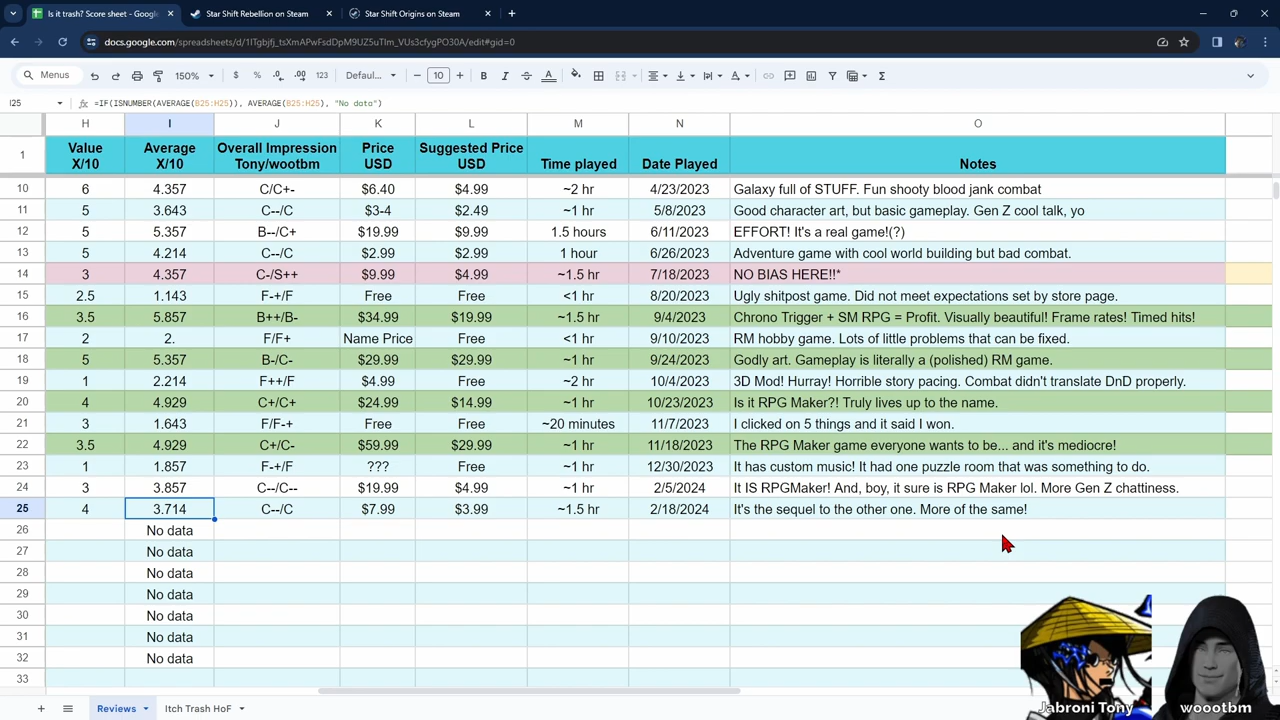 Is it trash? Score sheet - Google
Star Shift Rebellion on Steam
Star Shift Origins on Steam
Menus
150%
$ % .0 .00 123
Defaul...
10
I25
=IF(ISNUMBER(AVERAGE(B25:H25)), AVERAGE(B25:H25), "No data")
H I J K L M N O
1 Value X/10 Average X/10 Overall Impression Tony/wootbm Price USD Suggested Price USD Time played Date Played Notes
10 6 4.357 C/C+- $6.40 $4.99 ~2 hr 4/23/2023 Galaxy full of STUFF. Fun shooty blood jank combat
11 5 3.643 C--/C $3-4 $2.49 ~1 hr 5/8/2023 Good character art, but basic gameplay. Gen Z cool talk, yo
12 5 5.357 B--/C+ $19.99 $9.99 1.5 hours 6/11/2023 EFFORT! It's a real game!(?)
13 5 4.214 C--/C $2.99 $2.99 1 hour 6/26/2023 Adventure game with cool world building but bad combat.
14 3 4.357 C-/S++ $9.99 $4.99 ~1.5 hr 7/18/2023 NO BIAS HERE!!*
15 2.5 1.143 F-+/F Free Free <1 hr 8/20/2023 Ugly shitpost game. Did not meet expectations set by store page.
16 3.5 5.857 B++/B- $34.99 $19.99 ~1.5 hr 9/4/2023 Chrono Trigger + SM RPG = Profit. Visually beautiful! Frame rates! Timed hits!
17 2 2. F/F+ Name Price Free <1 hr 9/10/2023 RM hobby game. Lots of little problems that can be fixed.
18 5 5.357 B-/C- $29.99 $29.99 ~1 hr 9/24/2023 Godly art. Gameplay is literally a (polished) RM game.
19 1 2.214 F++/F $4.99 Free ~2 hr 10/4/2023 3D Mod! Hurray! Horrible story pacing. Combat didn't translate DnD properly.
20 4 4.929 C+/C+ $24.99 $14.99 ~1 hr 10/23/2023 Is it RPG Maker?! Truly lives up to the name.
21 3 1.643 F/F-+ Free Free ~20 minutes 11/7/2023 I clicked on 5 things and it said I won.
22 3.5 4.929 C+/C- $59.99 $29.99 ~1 hr 11/18/2023 The RPG Maker game everyone wants to be... and it's mediocre!
23 1 1.857 F-+/F ??? Free ~1 hr 12/30/2023 It has custom music! It had one puzzle room that was something to do.
24 3 3.857 C--/C-- $19.99 $4.99 ~1 hr 2/5/2024 It IS RPGMaker! And, boy, it sure is RPG Maker lol. More Gen Z chattiness.
25 4 3.714 C--/C $7.99 $3.99 ~1.5 hr 2/18/2024 It's the sequel to the other one. More of the same!
26 No data
27 No data
28 No data
29 No data
30 No data
31 No data
32 No data
33
Jabroni Tony
woootbm
Reviews
Itch Trash HoF